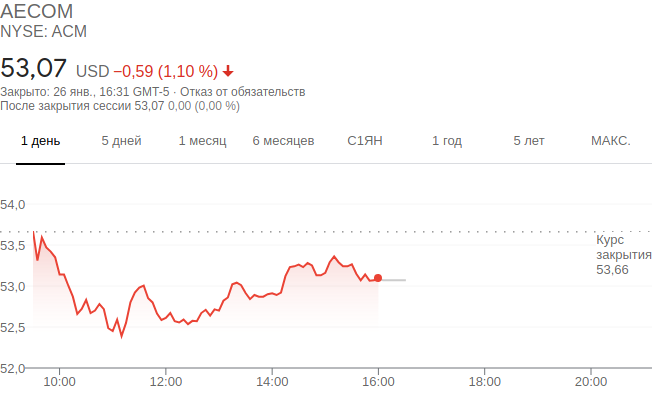 AECOM
NYSE: ACM
53,07 USD −0,59 (1,10 %)
Закрыто: 26 янв., 16:31 GMT-5 · Отказ от обязательств
После закрытия сессии 53,07 0,00 (0,00 %)
1 день 5 дней 1 месяц 6 месяцев С1ЯН 1 год 5 лет МАКС.
54,0
53,5
53,0
52,5
52,0
Курс
закрытия
53,66
10:00 12:00 14:00 16:00 18:00 20:00